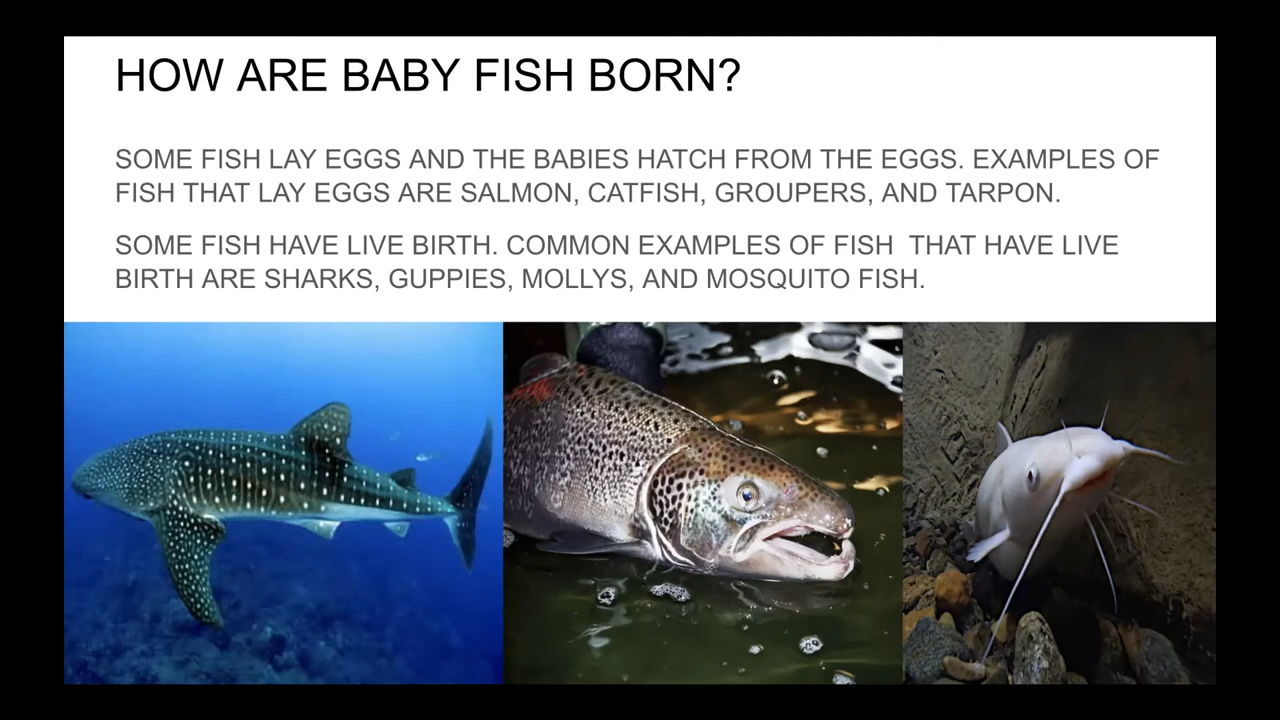 HOW ARE BABY FISH BORN?
SOME FISH LAY EGGS AND THE BABIES HATCH FROM THE EGGS. EXAMPLES OF
FISH THAT LAY EGGS ARE SALMON, CATFISH, GROUPERS, AND TARPON.
SOME FISH HAVE LIVE BIRTH. COMMON EXAMPLES OF FISH  THAT HAVE LIVE
BIRTH ARE SHARKS, GUPPIES, MOLLYS, AND MOSQUITO FISH.